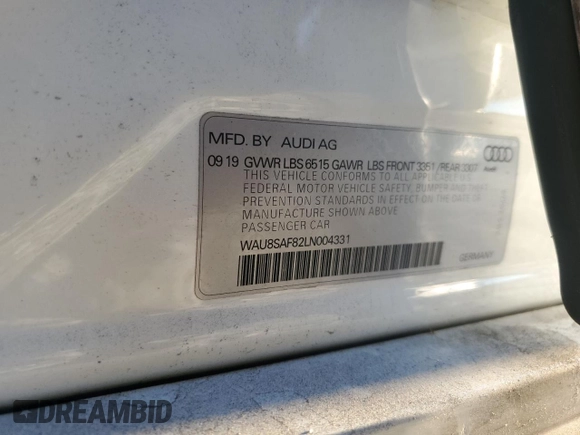 MFD. BY AUDI AG
09 19 GVWR LBS 6515 GAWR LBS FRONT 3351 / REAR 3307
THIS VEHICLE CONFORMS TO ALL APPLICABLE U.S.
FEDERAL MOTOR VEHICLE SAFETY, BUMPER AND THEFT
PREVENTION STANDARDS IN EFFECT ON THE DATE OF
MANUFACTURE SHOWN ABOVE.
PASSENGER CAR
WAU8SAF82LN004331
GERMANY
DREAMBID